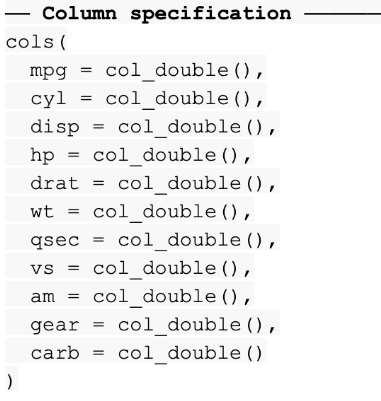 ── Column specification ──────
cols(
  mpg = col_double(),
  cyl = col_double(),
  disp = col_double(),
  hp = col_double(),
  drat = col_double(),
  wt = col_double(),
  qsec = col_double(),
  vs = col_double(),
  am = col_double(),
  gear = col_double(),
  carb = col_double()
)